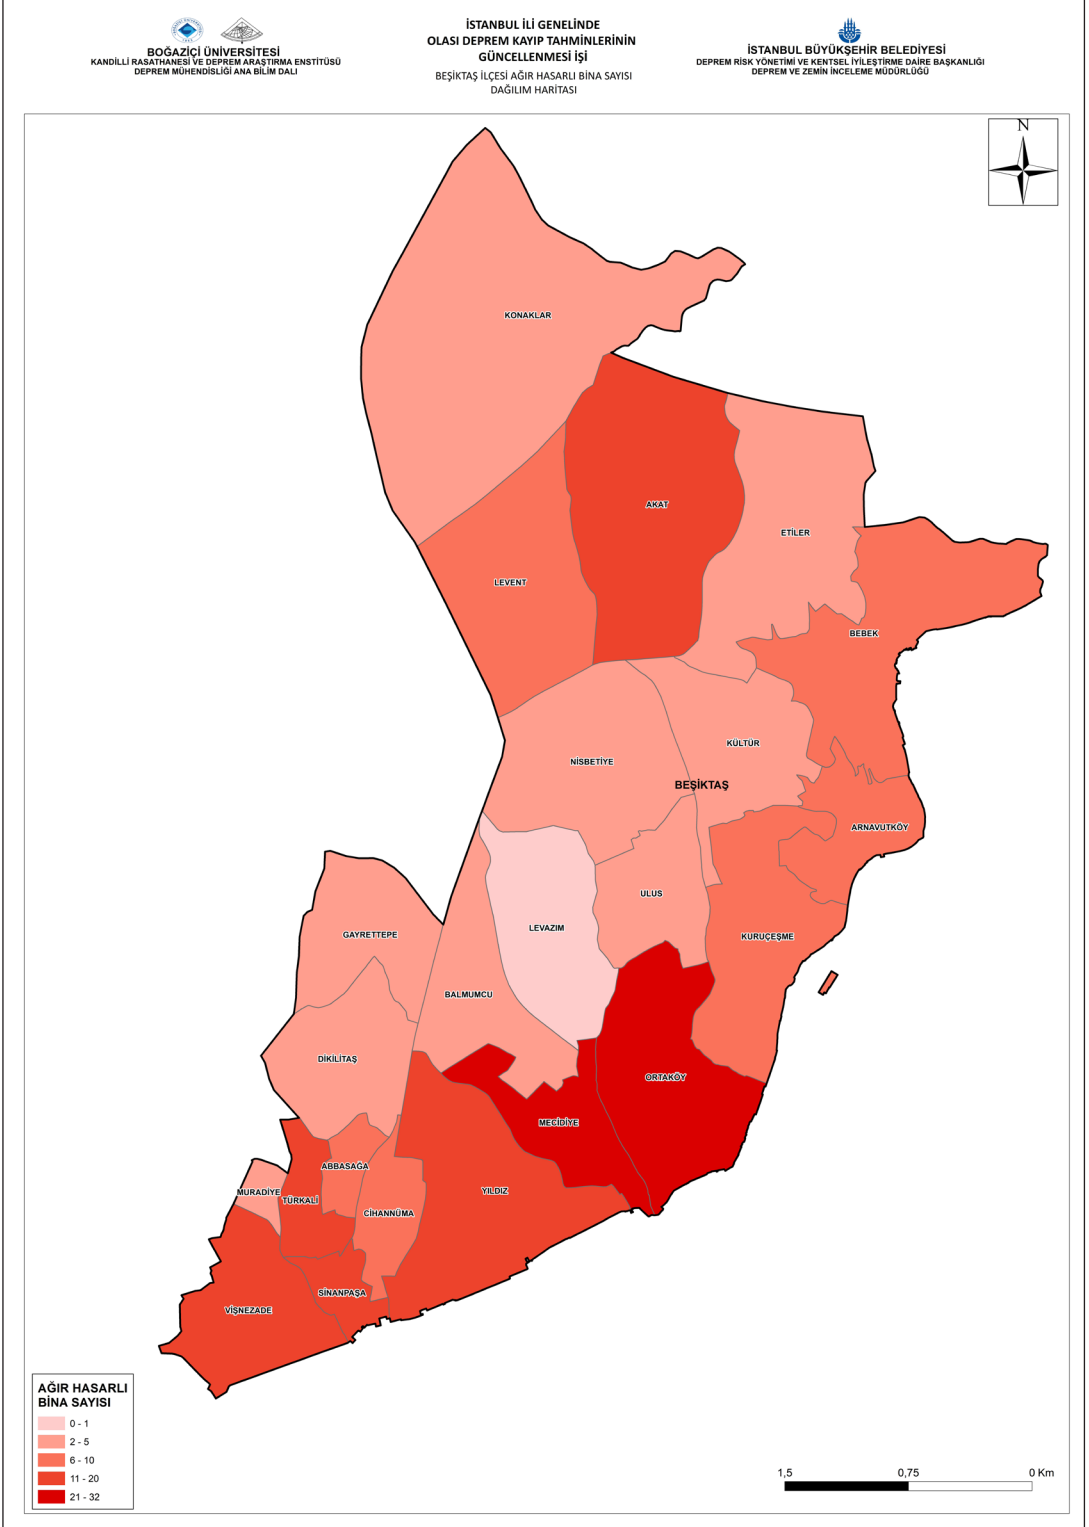 BOĞAZİÇİ ÜNİVERSİTESİ
KANDİLLİ RASATHANESİ VE DEPREM ARAŞTIRMA ENSTİTÜSÜ
DEPREM MÜHENDİSLİĞİ ANA BİLİM DALI
İSTANBUL İLİ GENELİNDE
OLASI DEPREM KAYIP TAHMİNLERİNİN
GÜNCELLENMESİ İŞİ
BEŞİKTAŞ İLÇESİ AĞIR HASARLI BİNA SAYISI
DAĞILIM HARİTASI
İSTANBUL BÜYÜKŞEHİR BELEDİYESİ
DEPREM RİSK YÖNETİMİ VE KENTSEL İYİLEŞTİRME DAİRE BAŞKANLIĞI
DEPREM VE ZEMİN İNCELEME MÜDÜRLÜĞÜ
N
KONAKLAR
AKAT
ETİLER
LEVENT
BEBEK
KÜLTÜR
NİSBETİYE
BEŞİKTAŞ
ARNAVUTKÖY
ULUS
LEVAZIM
GAYRETTEPE
KURUÇEŞME
BALMUMCU
DİKİLİTAŞ
ORTAKÖY
MECİDİYE
ABBASAĞA
MURADİYE
TÜRKALİ
YILDIZ
CİHANNÜMA
SİNANPAŞA
VİŞNEZADE
AĞIR HASARLI
BİNA SAYISI
0 - 1
2 - 5
6 - 10
11 - 20
21 - 32
1,5 0,75 0 Km